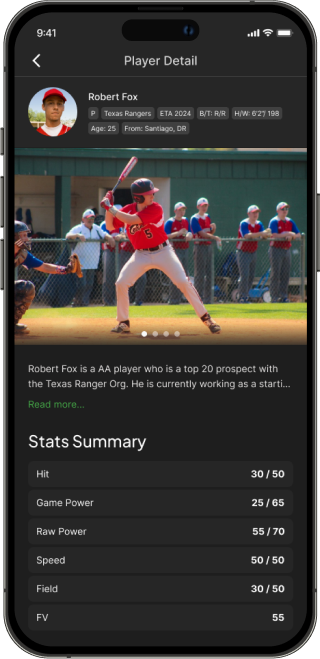 9:41
Player Detail
Robert Fox
P Texas Rangers ETA 2024 B/T: R/R H/W: 6'2"/ 198
Age: 25 From: Santiago, DR
5
Robert Fox is a AA player who is a top 20 prospect with
the Texas Ranger Org. He is currently working as a starti...
Read more...
Stats Summary
Hit 30 / 50
Game Power 25 / 65
Raw Power 55 / 70
Speed 50 / 50
Field 30 / 50
FV 55